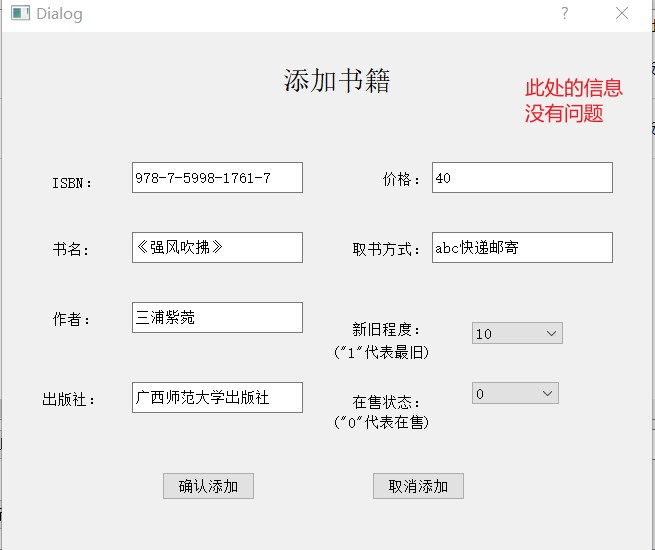 Dialog
?
添加书籍
此处的信息
没有问题
ISBN：
978-7-5998-1761-7
价格：
40
书名：
《强风吹拂》
取书方式：
abc快递邮寄
作者：
三浦紫菀
新旧程度：
("1"代表最旧)
10
出版社：
广西师范大学出版社
在售状态：
("0"代表在售)
0
确认添加
取消添加